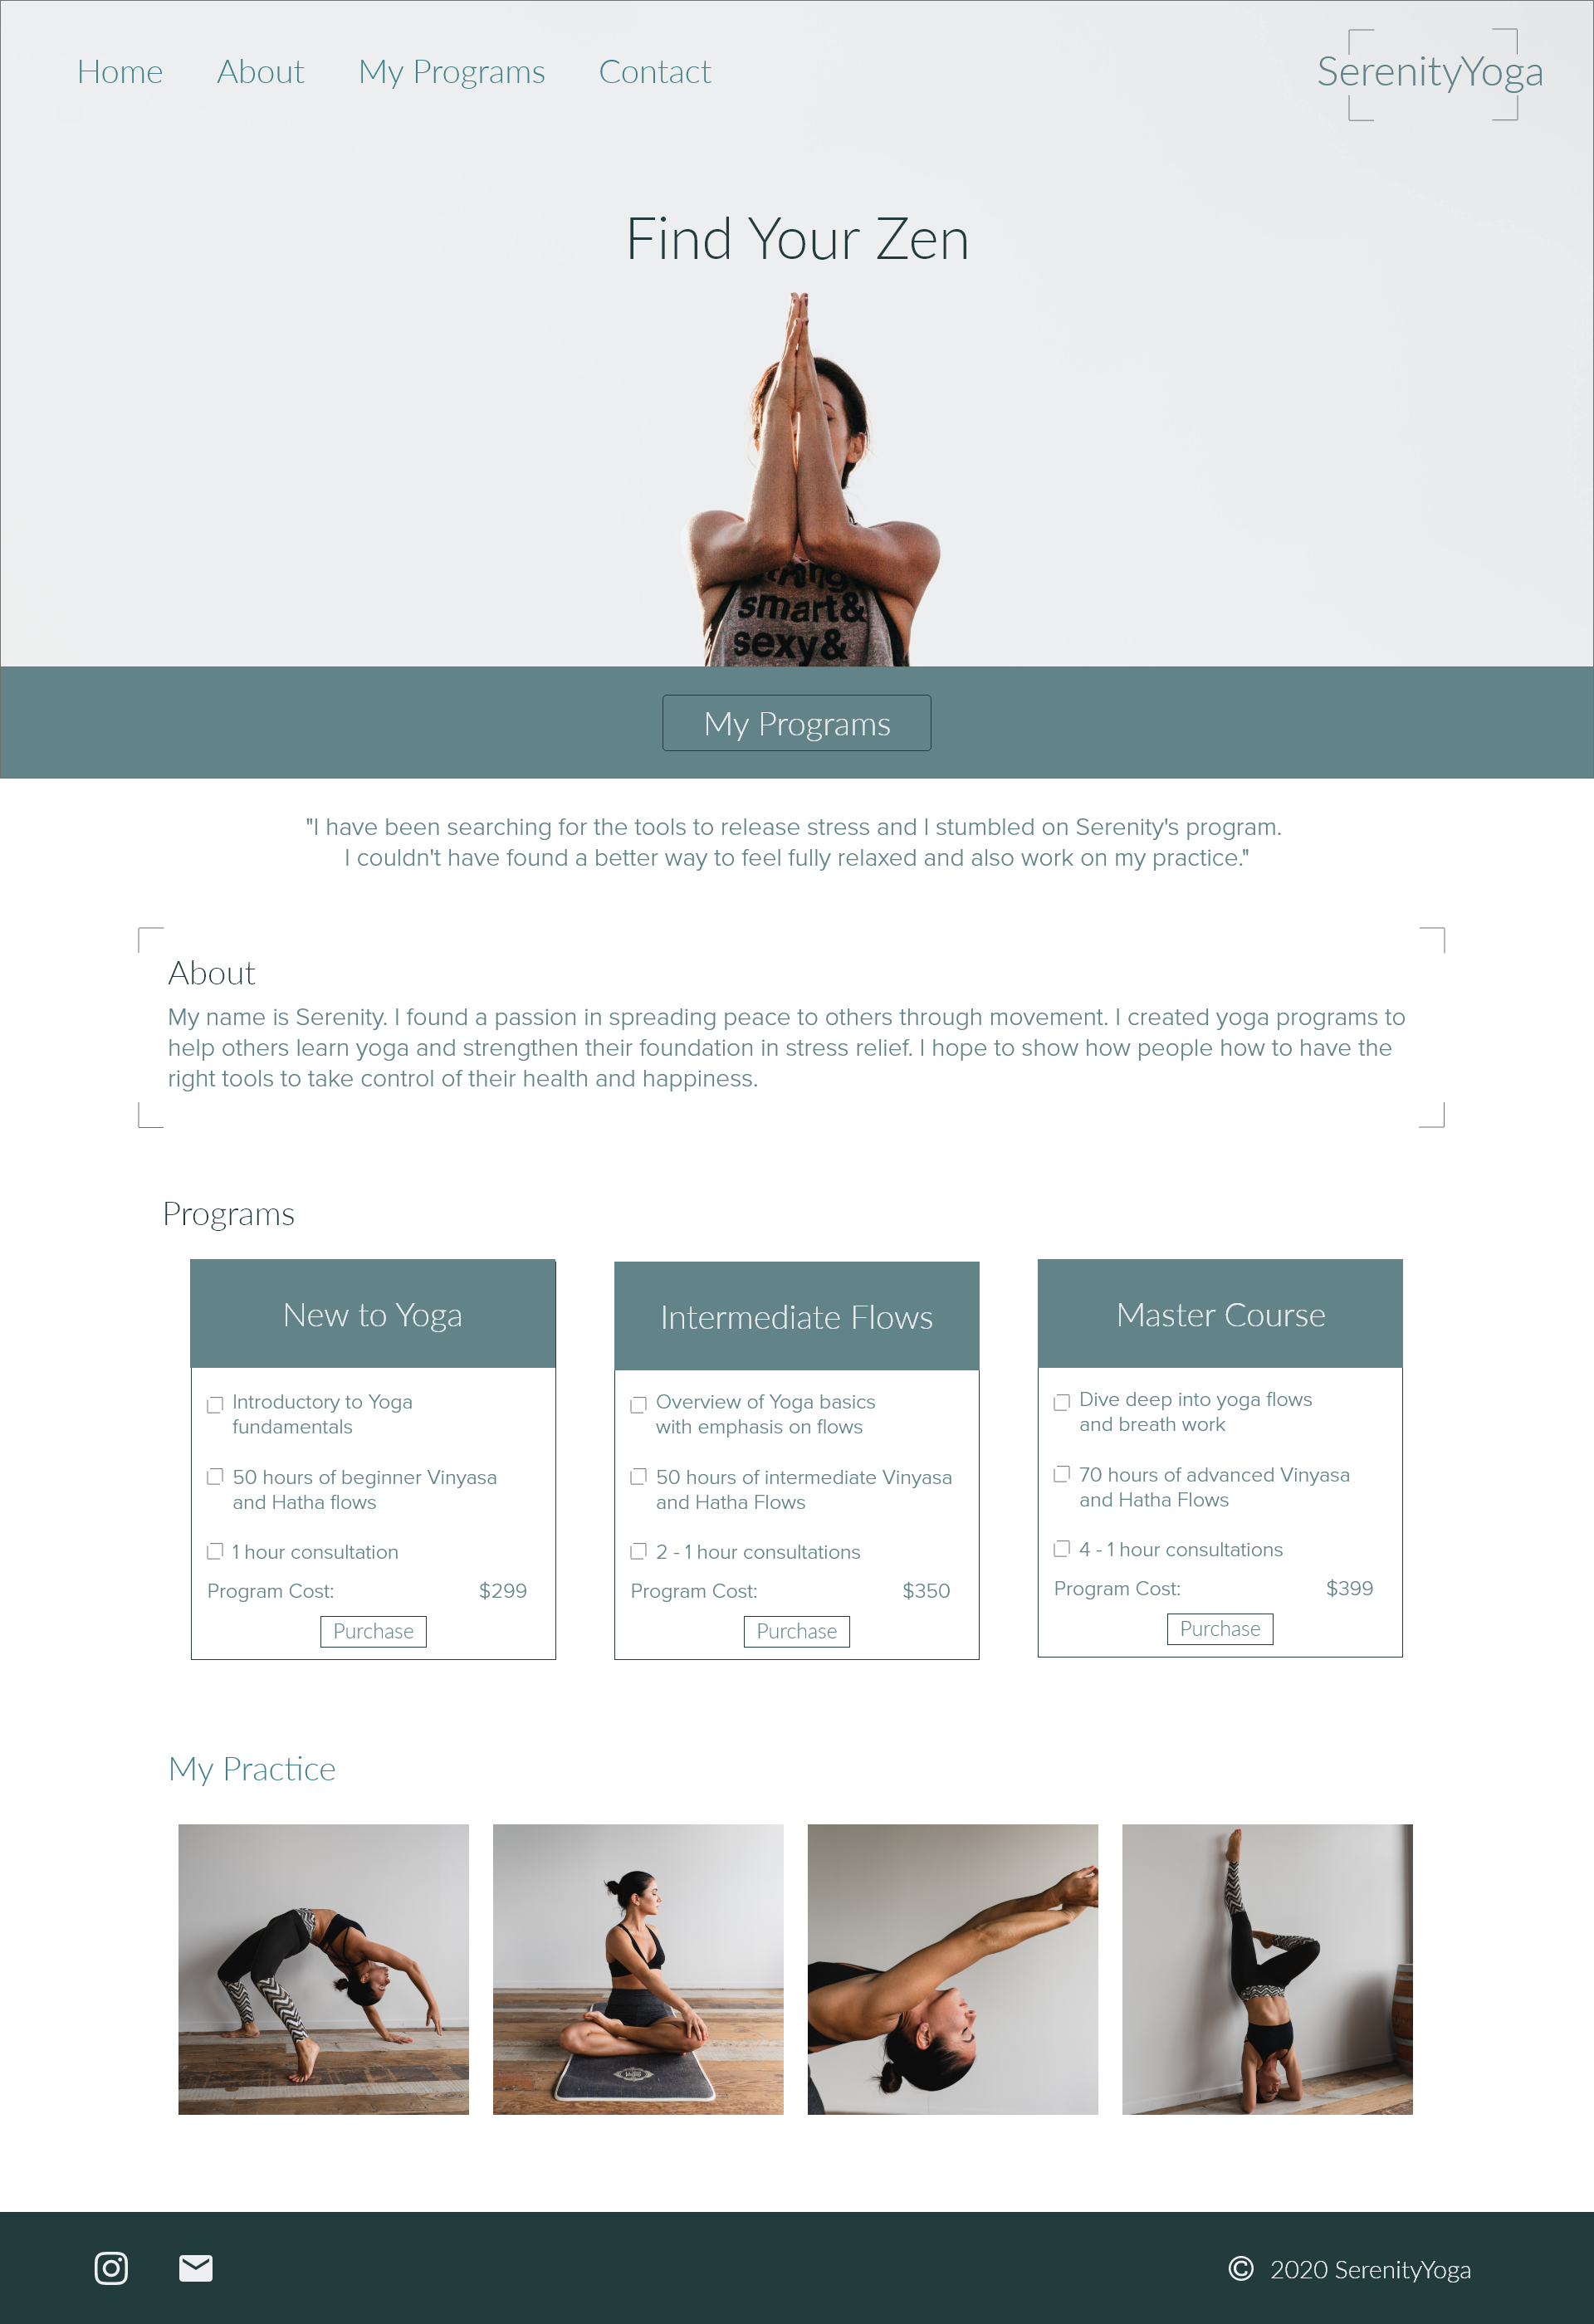 Home About My Programs Contact SerenityYoga
Find Your Zen
smart&
sexy&
My Programs
"I have been searching for the tools to release stress and I stumbled on Serenity's program.
I couldn't have found a better way to feel fully relaxed and also work on my practice."
About
My name is Serenity. I found a passion in spreading peace to others through movement. I created yoga programs to
help others learn yoga and strengthen their foundation in stress relief. I hope to show how people how to have the
right tools to take control of their health and happiness.
Programs
New to Yoga
Introductory to Yoga
fundamentals
50 hours of beginner Vinyasa
and Hatha flows
1 hour consultation
Program Cost: $299
Purchase
Intermediate Flows
Overview of Yoga basics
with emphasis on flows
50 hours of intermediate Vinyasa
and Hatha Flows
2 - 1 hour consultations
Program Cost: $350
Purchase
Master Course
Dive deep into yoga flows
and breath work
70 hours of advanced Vinyasa
and Hatha Flows
4 - 1 hour consultations
Program Cost: $399
Purchase
My Practice
© 2020 SerenityYoga